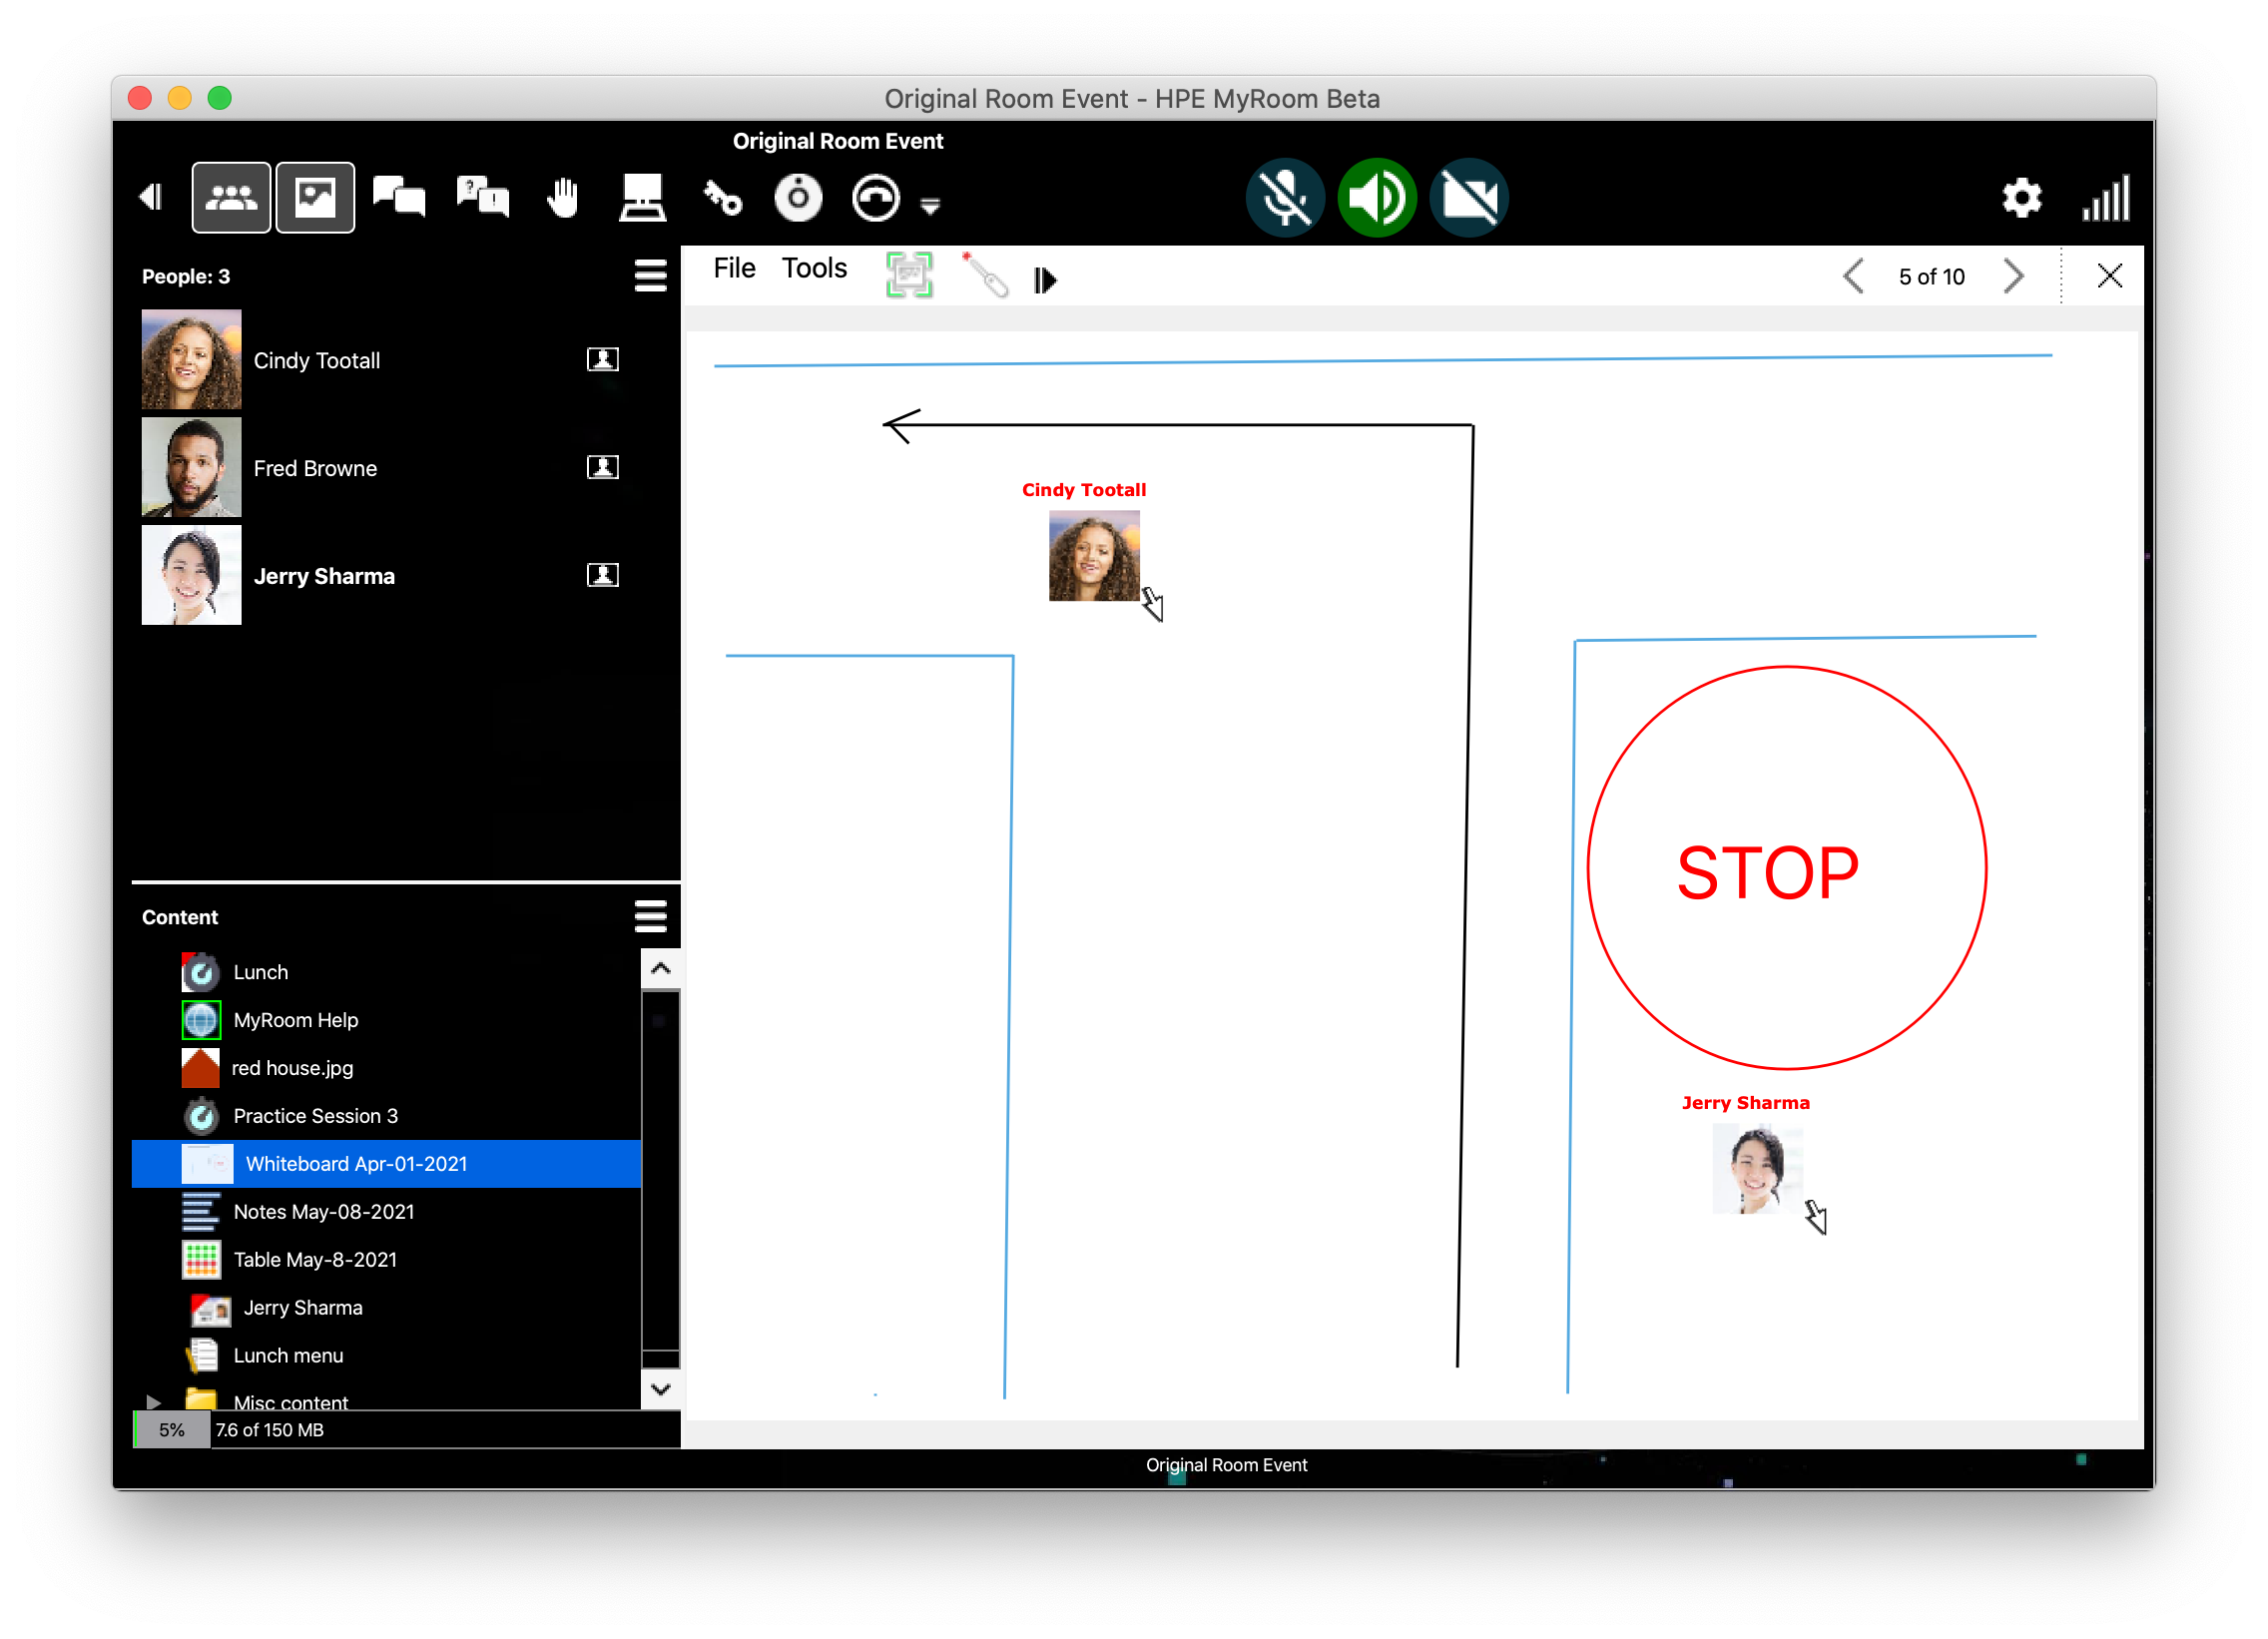 Original Room Event - HPE MyRoom Beta
Original Room Event
People: 3
Cindy Tootall
Fred Browne
Jerry Sharma
Content
Lunch
MyRoom Help
red house.jpg
Practice Session 3
Whiteboard Apr-01-2021
Notes May-08-2021
Table May-8-2021
Jerry Sharma
Lunch menu
Misc content
5% 7.6 of 150 MB
File Tools 5 of 10
Cindy Tootall
STOP
Jerry Sharma
Original Room Event